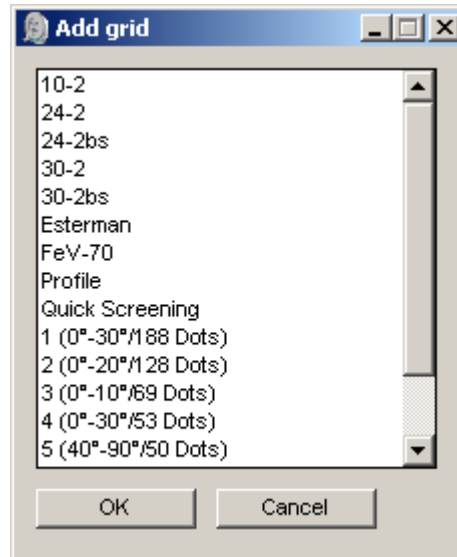 Add grid
10-2
24-2
24-2bs
30-2
30-2bs
Esterman
FeV-70
Profile
Quick Screening
1 (0°-30°/188 Dots)
2 (0°-20°/128 Dots)
3 (0°-10°/69 Dots)
4 (0°-30°/53 Dots)
5 (40°-90°/50 Dots)
OK Cancel